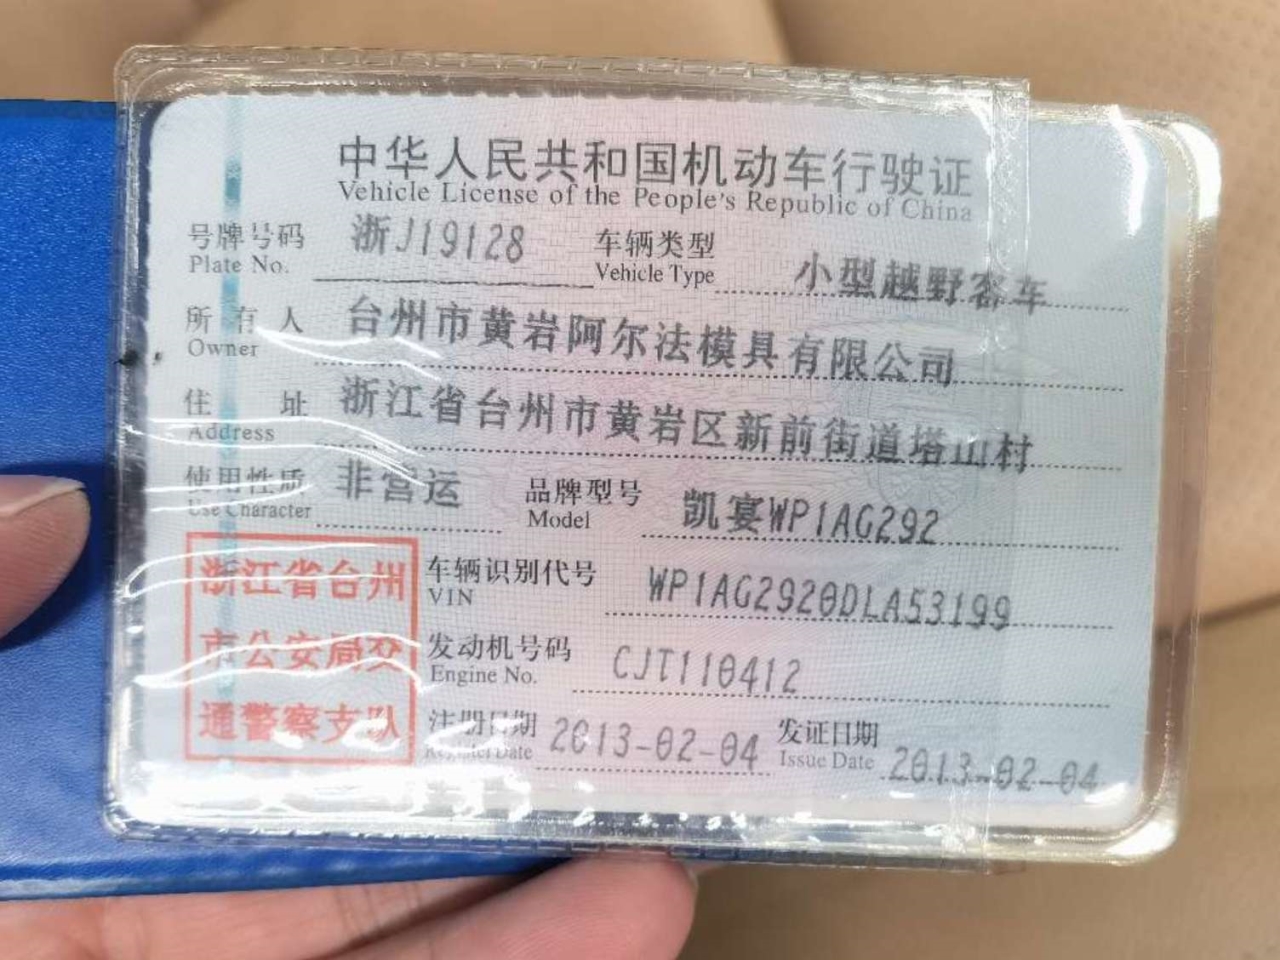 中华人民共和国机动车行驶证
Vehicle License of the People's Republic of China
号牌号码 浙J19128 车辆类型 小型越野客车
Plate No. Vehicle Type
所有人 台州市黄岩阿尔法模具有限公司
Owner
住址 浙江省台州市黄岩区新前街道塔山村
Address
使用性质 非营运 品牌型号 凯宴WP1AG292
Use Character Model
浙江省台州
市公安局交
通警察支队
车辆识别代号 WP1AG2920DLA53199
VIN
发动机号码 CJT110412
Engine No.
注册日期 2013-02-04 发证日期 2013-02-04
Register Date Issue Date